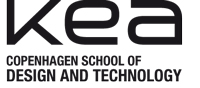 kea
COPENHAGEN SCHOOL OF
DESIGN AND TECHNOLOGY